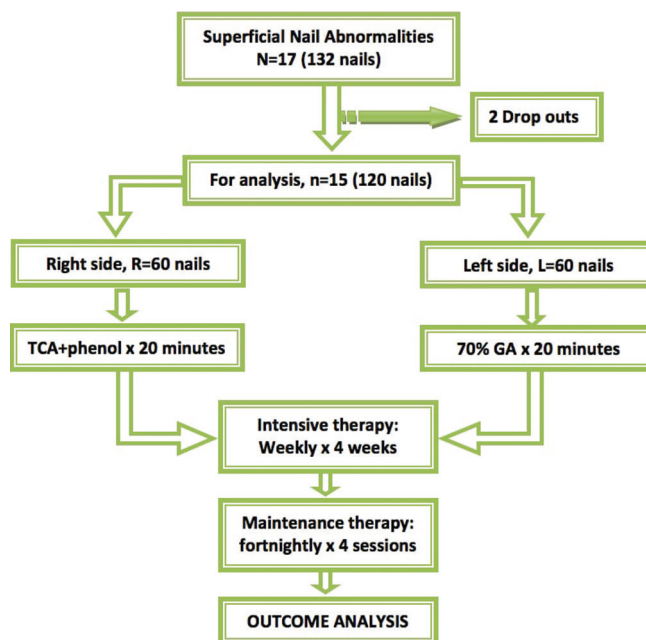 Superficial Nail Abnormalities
N=17 (132 nails)
2 Drop outs
For analysis, n=15 (120 nails)
Right side, R=60 nails
Left side, L=60 nails
TCA+phenol x 20 minutes
70% GA x 20 minutes
Intensive therapy:
Weekly x 4 weeks
Maintenance therapy:
fortnightly x 4 sessions
OUTCOME ANALYSIS